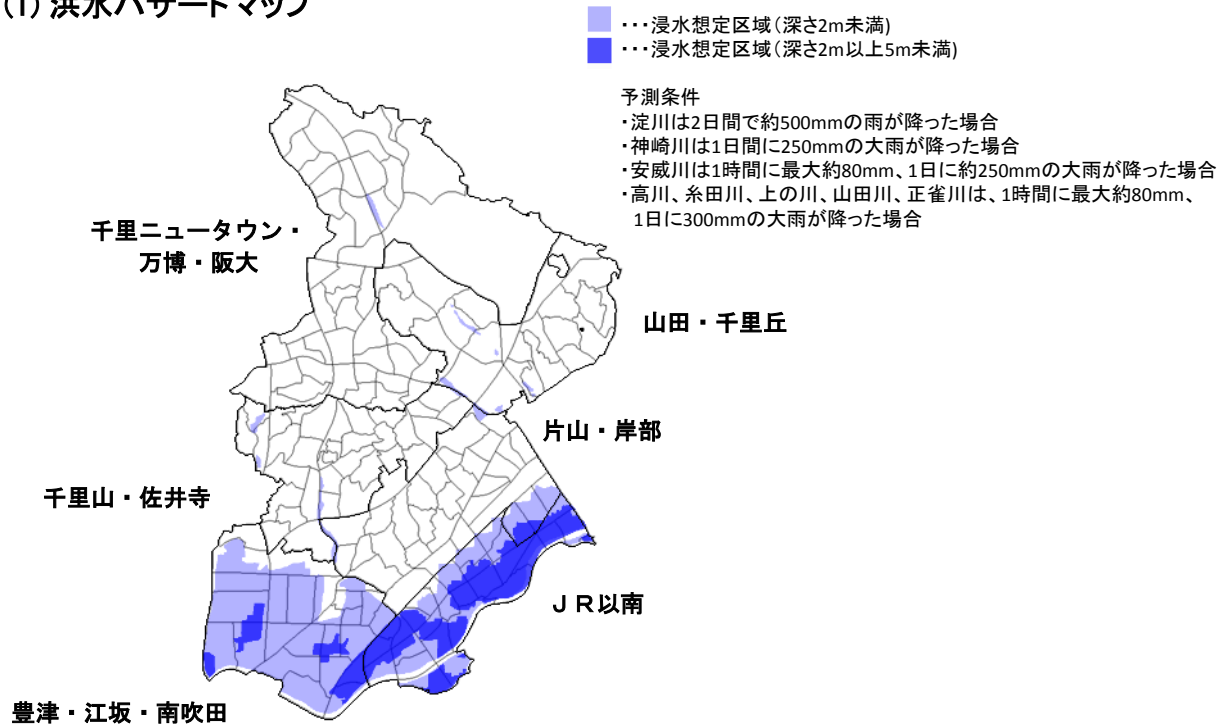 (1) 洪水ハザードマップ
･･･浸水想定区域(深さ2m未満)
･･･浸水想定区域(深さ2m以上5m未満)
予測条件
・淀川は2日間で約500mmの雨が降った場合
・神崎川は1日間に250mmの大雨が降った場合
・安威川は1時間に最大約80mm、1日に約250mmの大雨が降った場合
・高川、糸田川、上の川、山田川、正雀川は、1時間に最大約80mm、
1日に300mmの大雨が降った場合
千里ニュータウン・
万博・阪大
山田・千里丘
片山・岸部
千里山・佐井寺
JR以南
豊津・江坂・南吹田